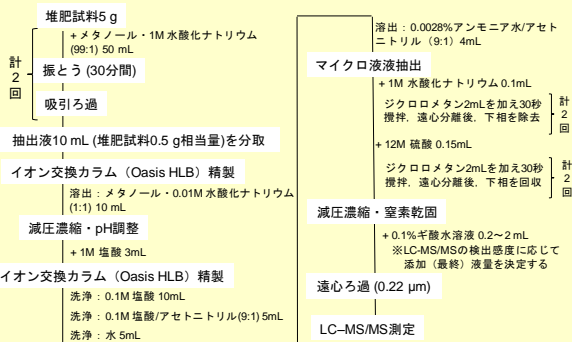 堆肥試料5 g
+メタノール・1M水酸化ナトリウム
(99:1) 50 mL
計
2
回
振とう (30分間)
吸引ろ過
抽出液10 mL (堆肥試料0.5 g相当量)を分取
イオン交換カラム（Oasis HLB）精製
溶出：メタノール・0.01M水酸化ナトリウム
(1:1) 10 mL
減圧濃縮・pH調整
+ 1M 塩酸 3mL
イオン交換カラム（Oasis HLB）精製
洗浄：0.1M 塩酸 10mL
洗浄：0.1M 塩酸/アセトニトリル(9:1) 5mL
洗浄：水 5mL
溶出：0.0028%アンモニア水/アセト
ニトリル（9:1）4mL
マイクロ液液抽出
+ 1M 水酸化ナトリウム 0.1mL
ジクロロメタン2mLを加え30秒
攪拌，遠心分離後，下相を除去
計
2
回
+ 12M 硫酸 0.15mL
ジクロロメタン2mLを加え30秒
攪拌，遠心分離後，下相を回収
計
2
回
減圧濃縮・窒素乾固
+ 0.1%ギ酸水溶液 0.2～2 mL
※LC-MS/MSの検出感度に応じて
添加（最終）液量を決定する
遠心ろ過 (0.22 μm)
LC–MS/MS測定